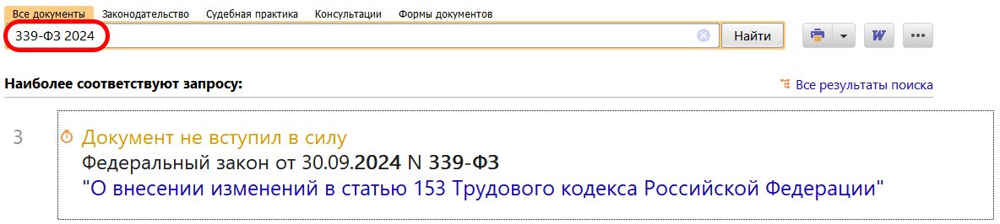 Все документы Законодательство Судебная практика Консультации Формы документов
339-ФЗ 2024 Найти W
Наиболее соответствуют запросу: Все результаты поиска
3 Документ не вступил в силу
Федеральный закон от 30.09.2024 N 339-ФЗ
"О внесении изменений в статью 153 Трудового кодекса Российской Федерации"